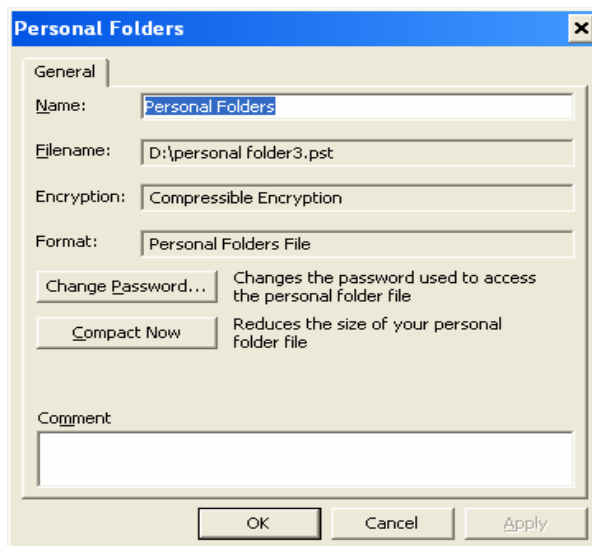 Personal Folders
General
Name: Personal Folders
Filename: D:\personal folder3.pst
Encryption: Compressible Encryption
Format: Personal Folders File
Change Password... Changes the password used to access
the personal folder file
Compact Now Reduces the size of your personal
folder file
Comment
OK Cancel Apply